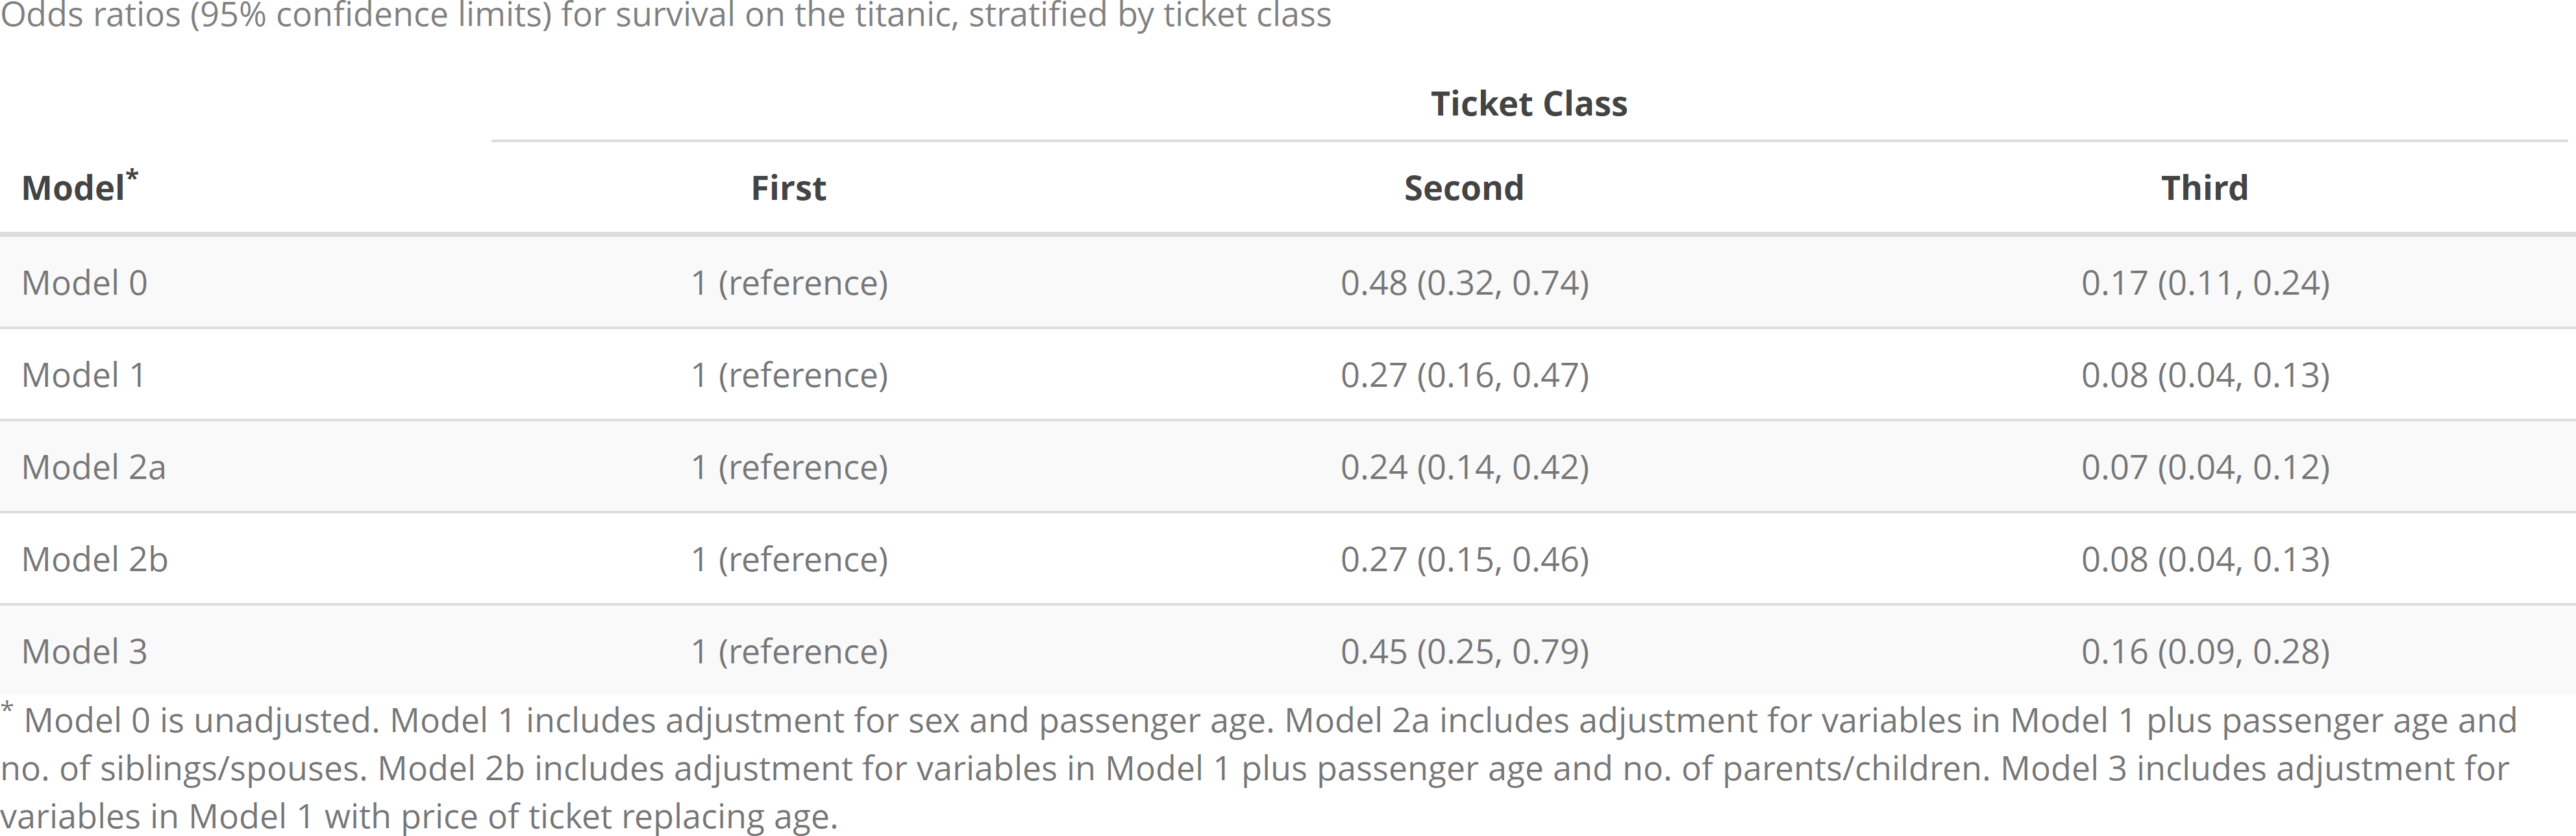 Odds ratios (95% confidence limits) for survival on the titanic, stratified by ticket class
Ticket Class
Model* First Second Third
Model 0 1 (reference) 0.48 (0.32, 0.74) 0.17 (0.11, 0.24)
Model 1 1 (reference) 0.27 (0.16, 0.47) 0.08 (0.04, 0.13)
Model 2a 1 (reference) 0.24 (0.14, 0.42) 0.07 (0.04, 0.12)
Model 2b 1 (reference) 0.27 (0.15, 0.46) 0.08 (0.04, 0.13)
Model 3 1 (reference) 0.45 (0.25, 0.79) 0.16 (0.09, 0.28)
* Model 0 is unadjusted. Model 1 includes adjustment for sex and passenger age. Model 2a includes adjustment for variables in Model 1 plus passenger age and
no. of siblings/spouses. Model 2b includes adjustment for variables in Model 1 plus passenger age and no. of parents/children. Model 3 includes adjustment for
variables in Model 1 with price of ticket replacing age.